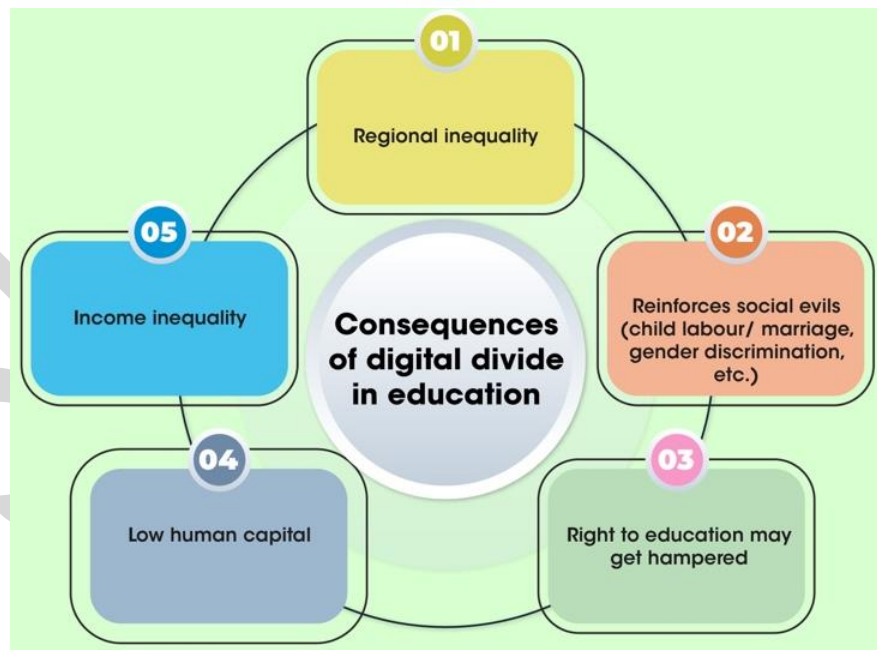 01
Regional inequality
02
Reinforces social evils
(child labour/ marriage,
gender discrimination,
etc.)
03
Right to education may
get hampered
04
Low human capital
05
Income inequality
Consequences
of digital divide
in education